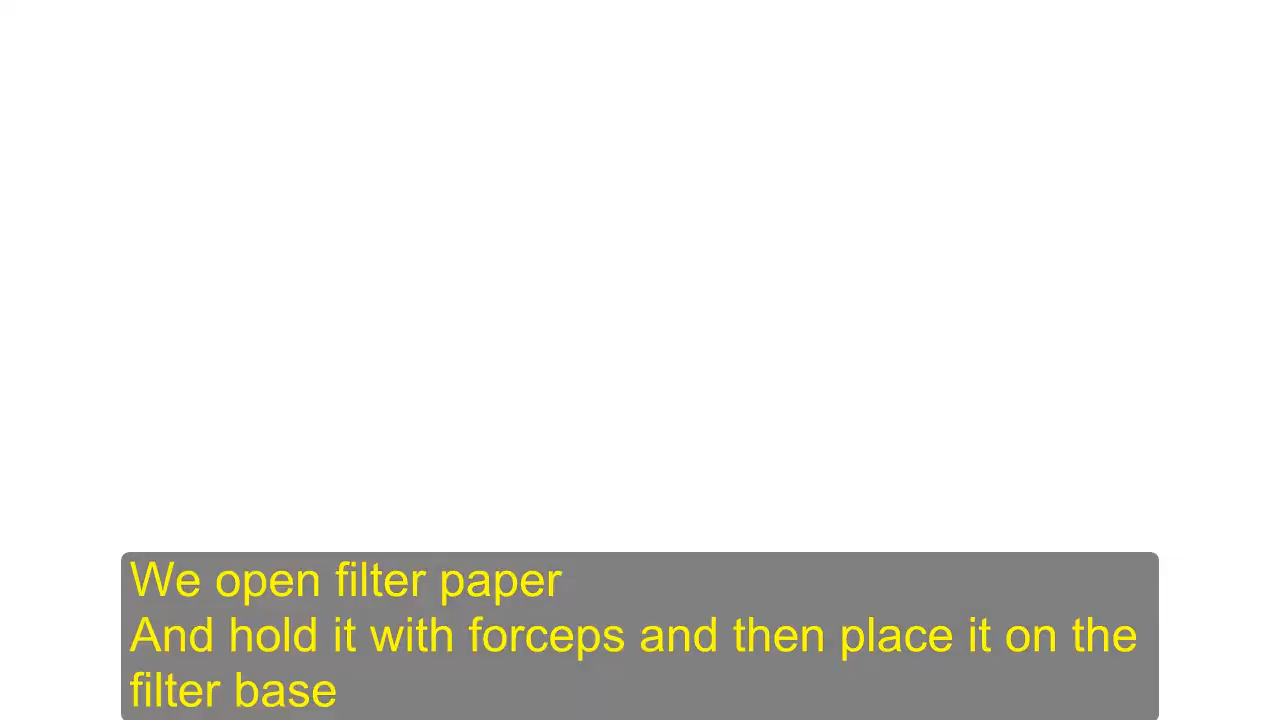 We open filter paper
And hold it with forceps and then place it on the
filter base